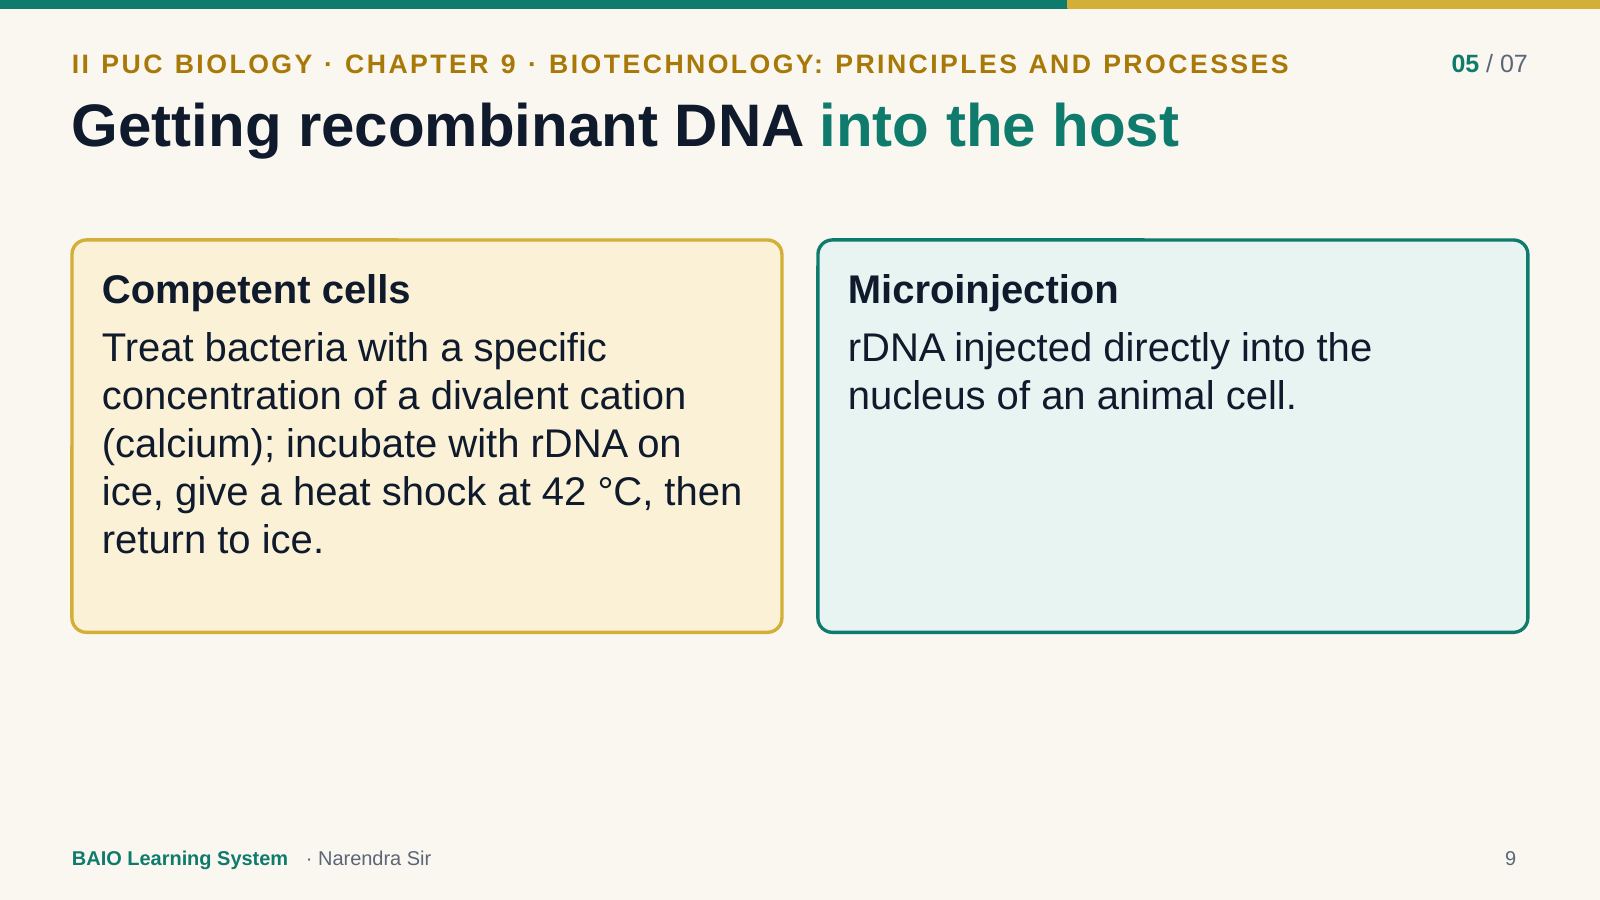 II PUC BIOLOGY · CHAPTER 9 · BIOTECHNOLOGY: PRINCIPLES AND PROCESSES
05 / 07
Getting recombinant DNA into the host
Competent cells
Treat bacteria with a specific
concentration of a divalent cation
(calcium); incubate with rDNA on
ice, give a heat shock at 42 °C, then
return to ice.
Microinjection
rDNA injected directly into the
nucleus of an animal cell.
BAIO Learning System · Narendra Sir
9